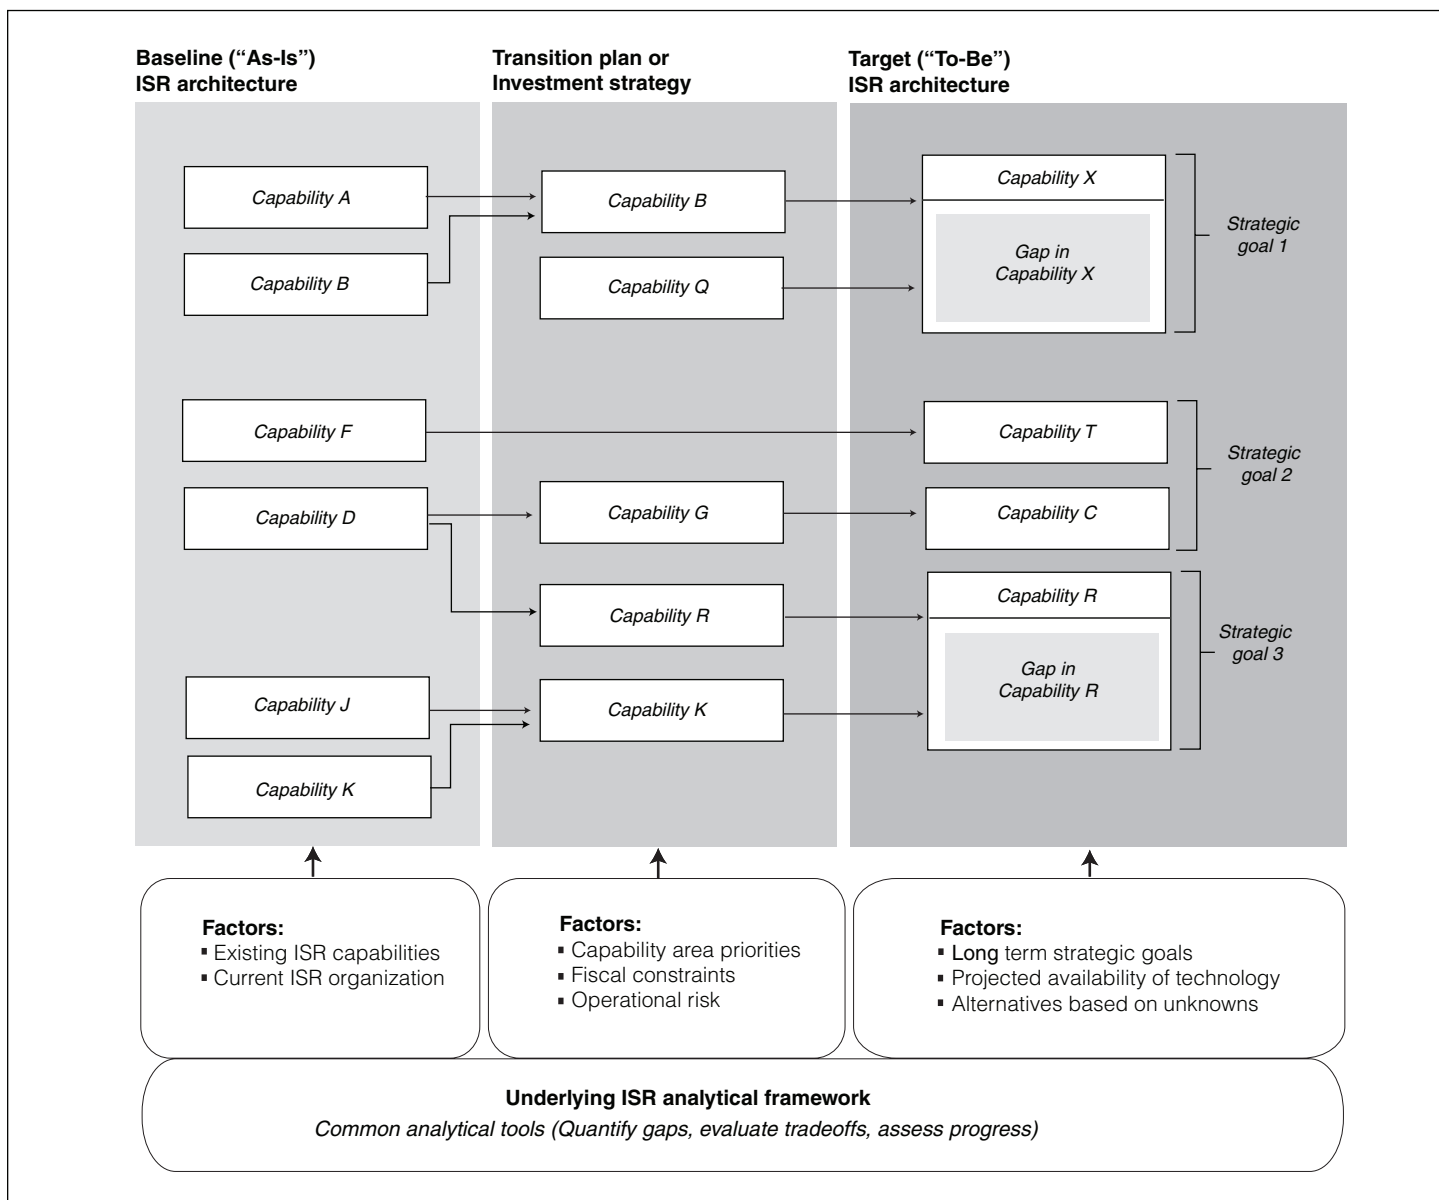 Baseline (“As-Is”)
ISR architecture
Capability A
Capability B
Capability F
Capability D
Capability J
Capability K
Transition plan or
Investment strategy
Capability B
Capability Q
Capability G
Capability R
Capability K
Target (“To-Be”)
ISR architecture
Capability X
Gap in
Capability X
Strategic
goal 1
Capability T
Capability C
Strategic
goal 2
Capability R
Gap in
Capability R
Strategic
goal 3
Factors:
▪ Existing ISR capabilities
▪ Current ISR organization
Factors:
▪ Capability area priorities
▪ Fiscal constraints
▪ Operational risk
Factors:
▪ Long term strategic goals
▪ Projected availability of technology
▪ Alternatives based on unknowns
Underlying ISR analytical framework
Common analytical tools (Quantify gaps, evaluate tradeoffs, assess progress)